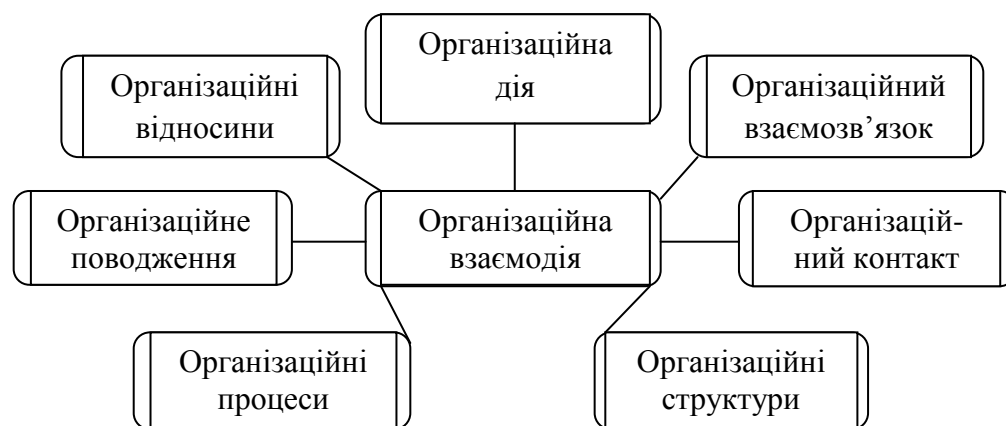 Організаційна
дія
Організаційні
відносини
Організаційний
взаємозв’язок
Організаційне
поводження
Організаційна
взаємодія
Організацій-
ний контакт
Організаційні
процеси
Організаційні
структури